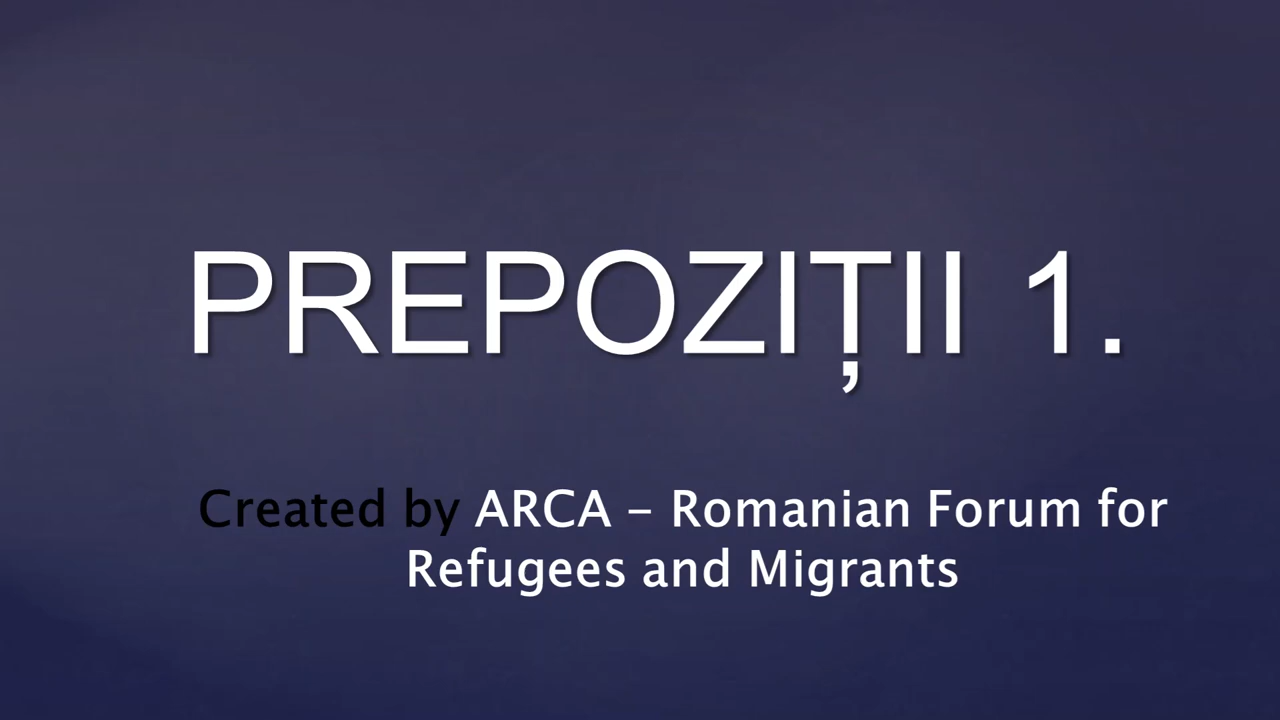 PREPOZIȚII 1.
Created by ARCA – Romanian Forum for
Refugees and Migrants